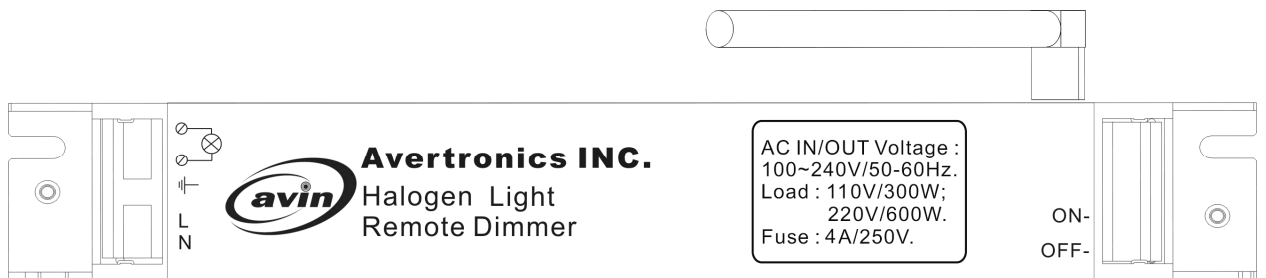 L
N
avin
Avertronics INC.
Halogen Light
Remote Dimmer
AC IN/OUT Voltage :
100~240V/50-60Hz.
Load : 110V/300W;
220V/600W.
Fuse : 4A/250V.
ON-
OFF-